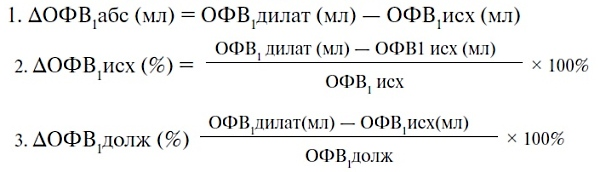 1. ΔОФВ₁абс (мл) = ОФВ₁дилат (мл) — ОФВ₁исх (мл)
2. ΔОФВ₁исх (%) = ОФВ₁ дилат (мл) — ОФВ1 исх (мл)
ОФВ₁ исх
× 100%
3. ΔОФВ₁долж (%) ОФВ₁дилат(мл) — ОФВ₁исх(мл)
ОФВ₁долж
× 100%